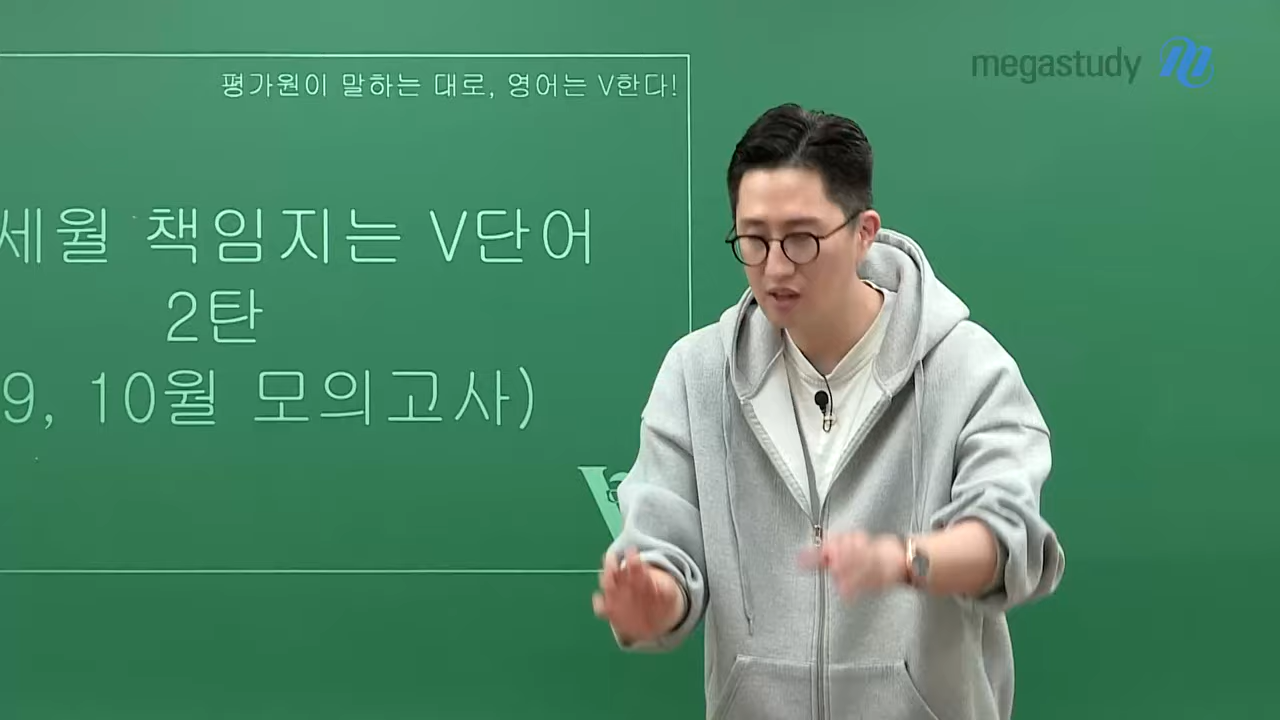 평가원이 말하는 대로, 영어는 V한다!
megastudy
세월 책임지는 V단어
2탄
9, 10월 모의고사)